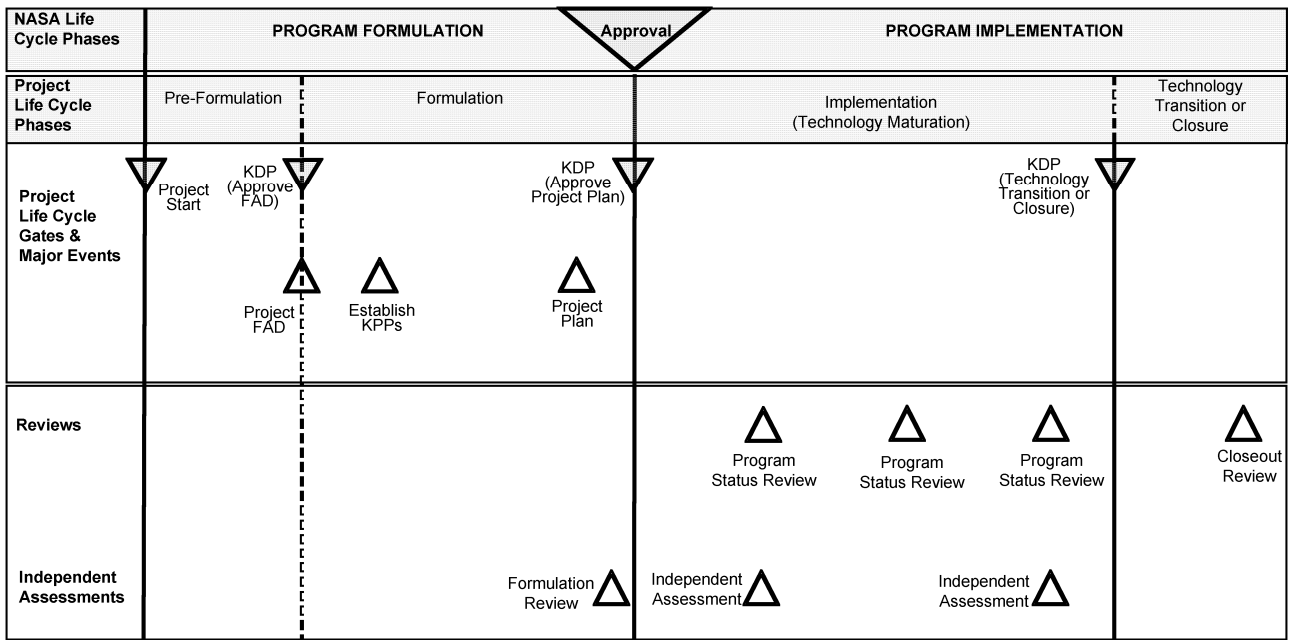 NASA Life
Cycle Phases
PROGRAM FORMULATION
Approval
PROGRAM IMPLEMENTATION
Project
Life Cycle
Phases
Pre-Formulation
Formulation
Implementation
(Technology Maturation)
Technology
Transition or
Closure
Project
Life Cycle
Gates &
Major Events
Project
Start
KDP
(Approve
FAD)
KDP
(Approve
Project Plan)
KDP
(Technology
Transition or
Closure)
Project
FAD
Establish
KPPs
Project
Plan
Reviews
Program
Status Review
Program
Status Review
Program
Status Review
Closeout
Review
Independent
Assessments
Formulation
Review
Independent
Assessment
Independent
Assessment